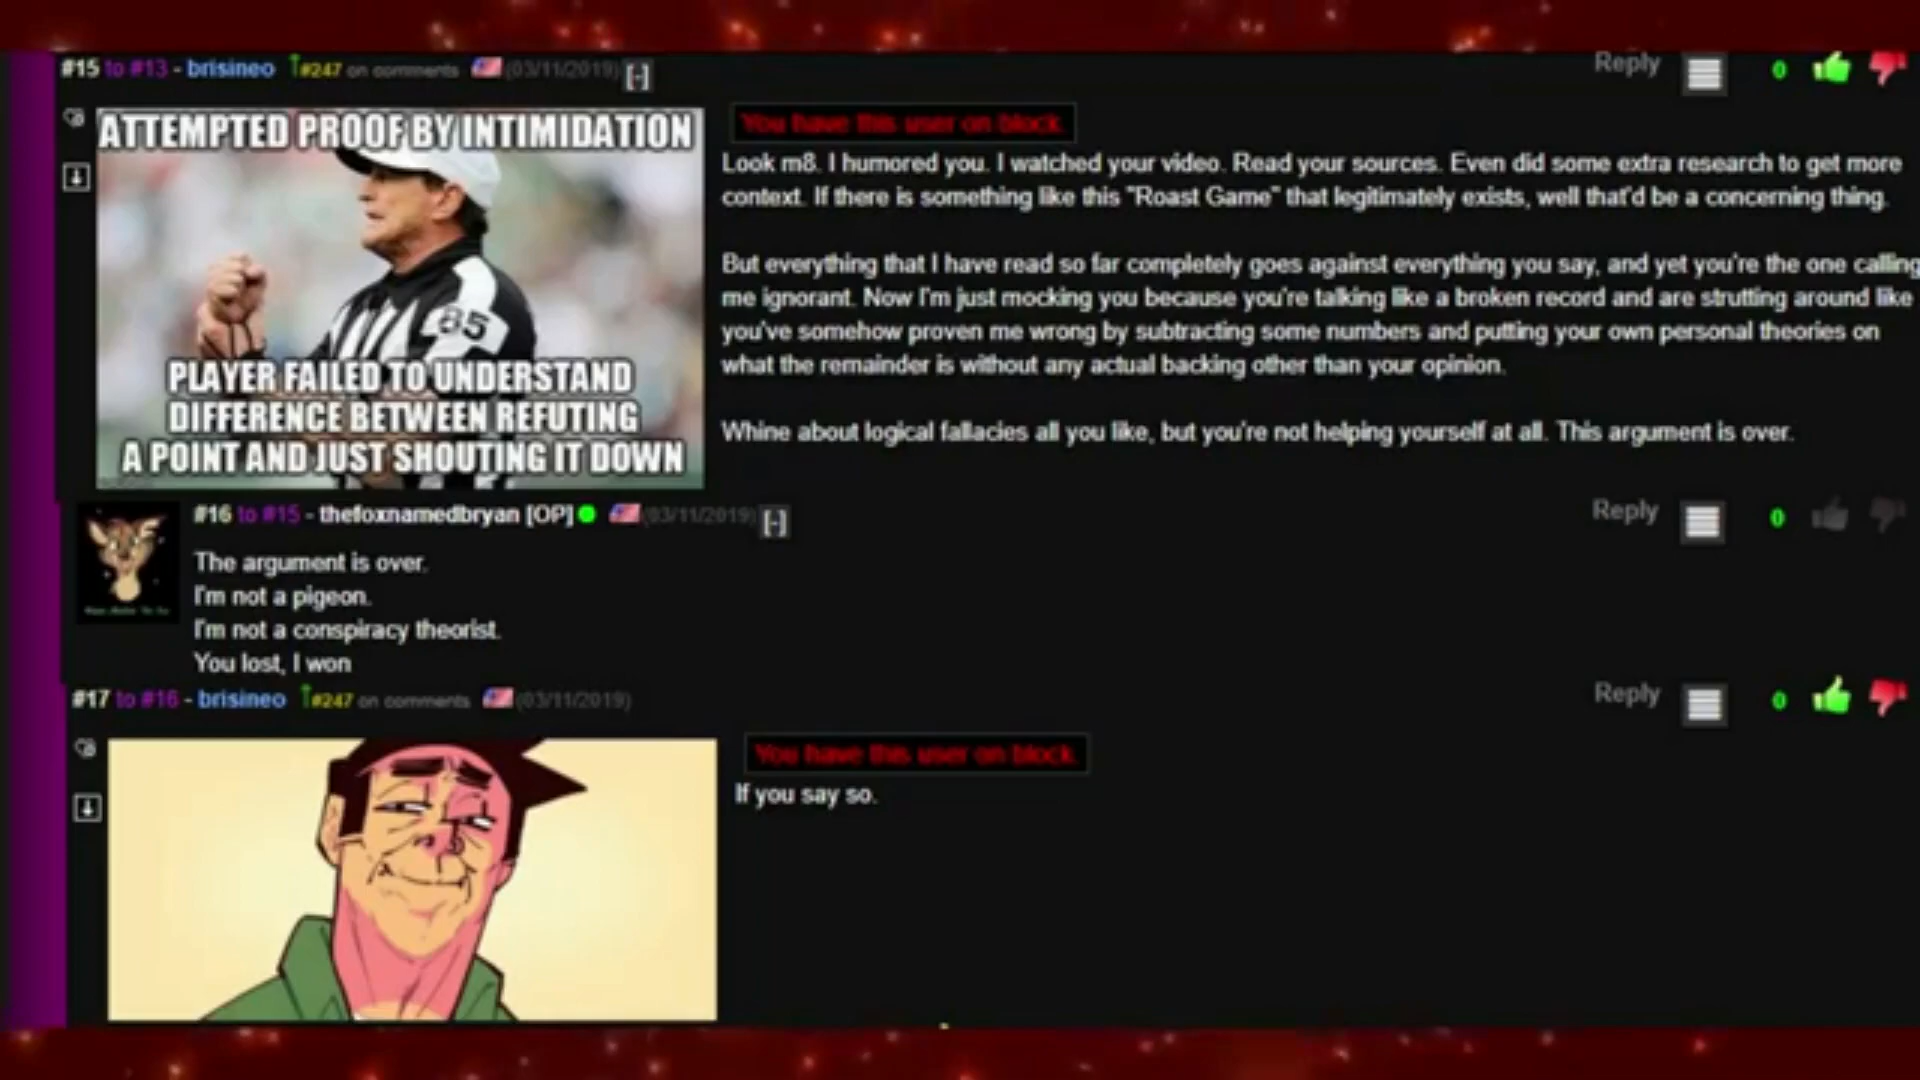 #15 to #13 - brisineo #247 on comments (03/11/2019) [-] Reply 0
ATTEMPTED PROOF BY INTIMIDATION
85
PLAYER FAILED TO UNDERSTAND
DIFFERENCE BETWEEN REFUTING
A POINT AND JUST SHOUTING IT DOWN
You have this user on block.
Look m8. I humored you. I watched your video. Read your sources. Even did some extra research to get more
context. If there is something like this "Roast Game" that legitimately exists, well that'd be a concerning thing.
But everything that I have read so far completely goes against everything you say, and yet you're the one calling
me ignorant. Now I'm just mocking you because you're talking like a broken record and are strutting around like
you've somehow proven me wrong by subtracting some numbers and putting your own personal theories on
what the remainder is without any actual backing other than your opinion.
Whine about logical fallacies all you like, but you're not helping yourself at all. This argument is over.
#16 to #15 - thefoxnamedbryan [OP] (03/11/2019) [-] Reply 0
The argument is over.
I'm not a pigeon.
I'm not a conspiracy theorist.
You lost, I won
#17 to #16 - brisineo #247 on comments (03/11/2019) Reply 0
You have this user on block.
If you say so.